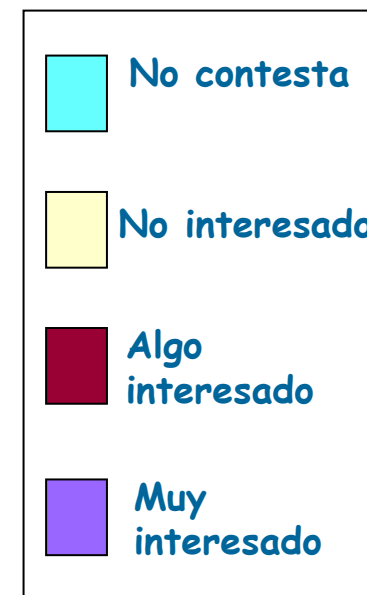 No contesta
No interesado
Algo
interesado
Muy
interesado